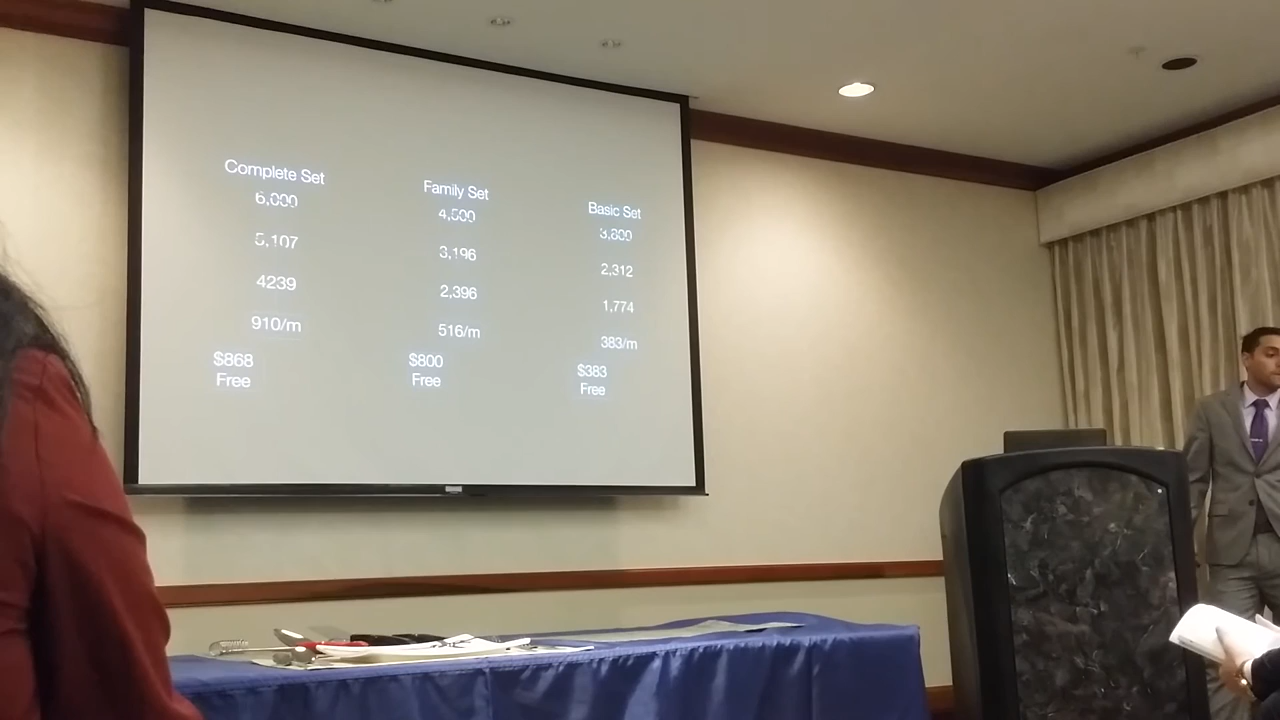 Complete Set
6,000
5,107
4239
910/m
$868
Free
Family Set
4,500
3,196
2,396
516/m
$800
Free
Basic Set
3,800
2,312
1,774
383/m
$383
Free